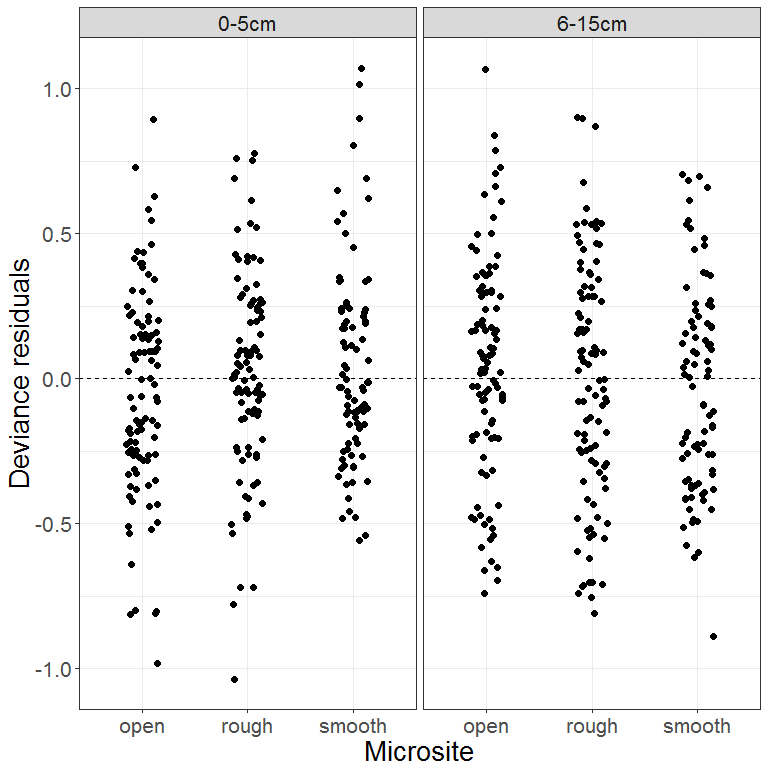 0-5cm 6-15cm
1.0
0.5
0.0
-0.5
-1.0
Deviance residuals
open rough smooth open rough smooth
Microsite